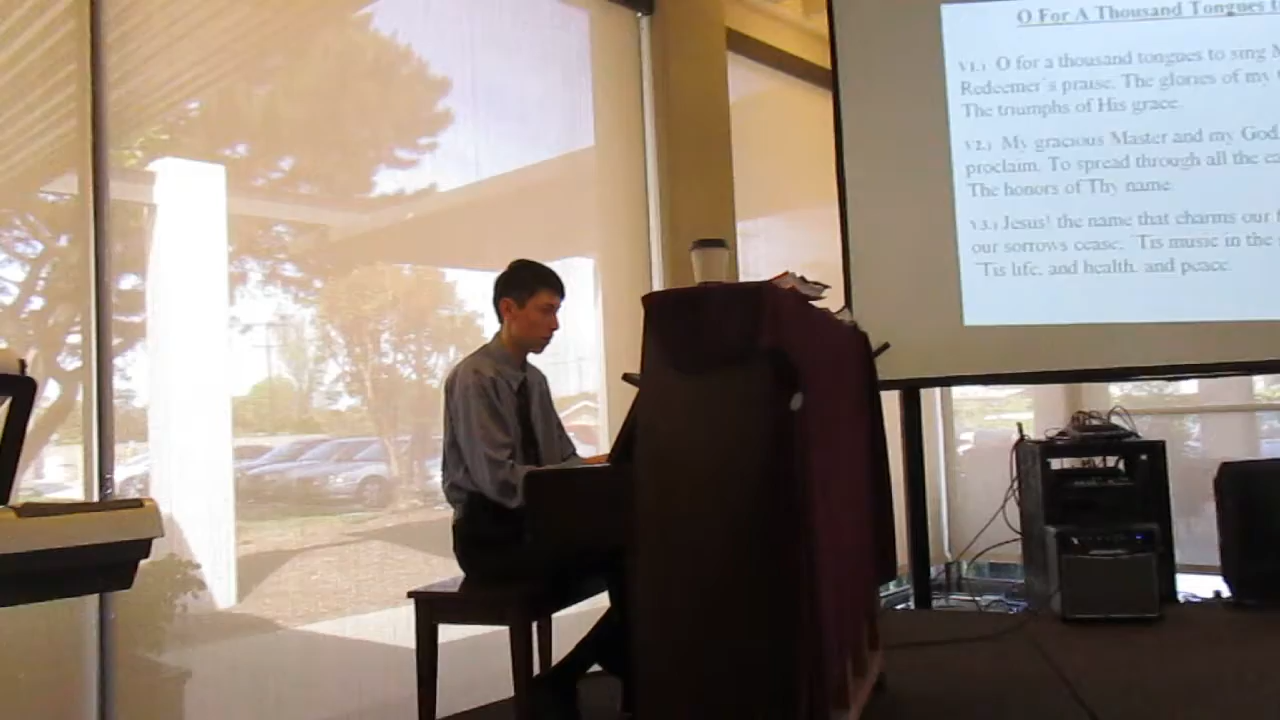 O For A Thousand Tongues t
V1.) O for a thousand tongues to sing M
Redeemer's praise. The glories of my
The triumphs of His grace.
V2.) My gracious Master and my God,
proclaim. To spread through all the ea
The honors of Thy name.
V3.) Jesus! the name that charms our f
our sorrows cease. 'Tis music in the
'Tis life, and health, and peace.